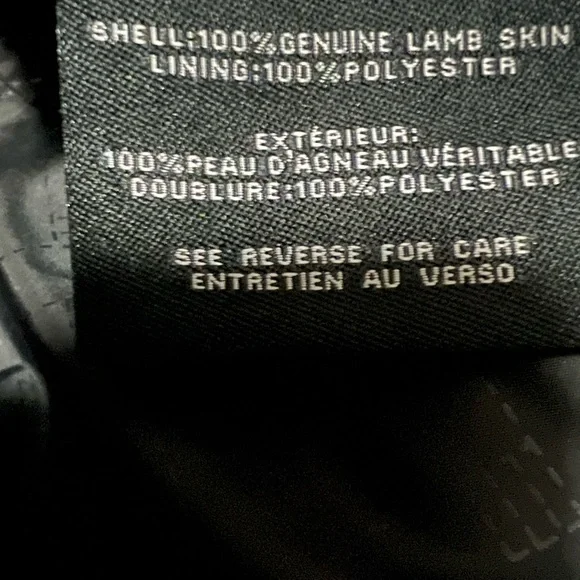 SHELL:100%GENUINE LAMB SKIN
LINING:100%POLYESTER
EXTÉRIEUR:
100%PEAU D'AGNEAU VÉRITABLE
DOUBLURE:100%POLYESTER
SEE REVERSE FOR CARE
ENTRETIEN AU VERSO